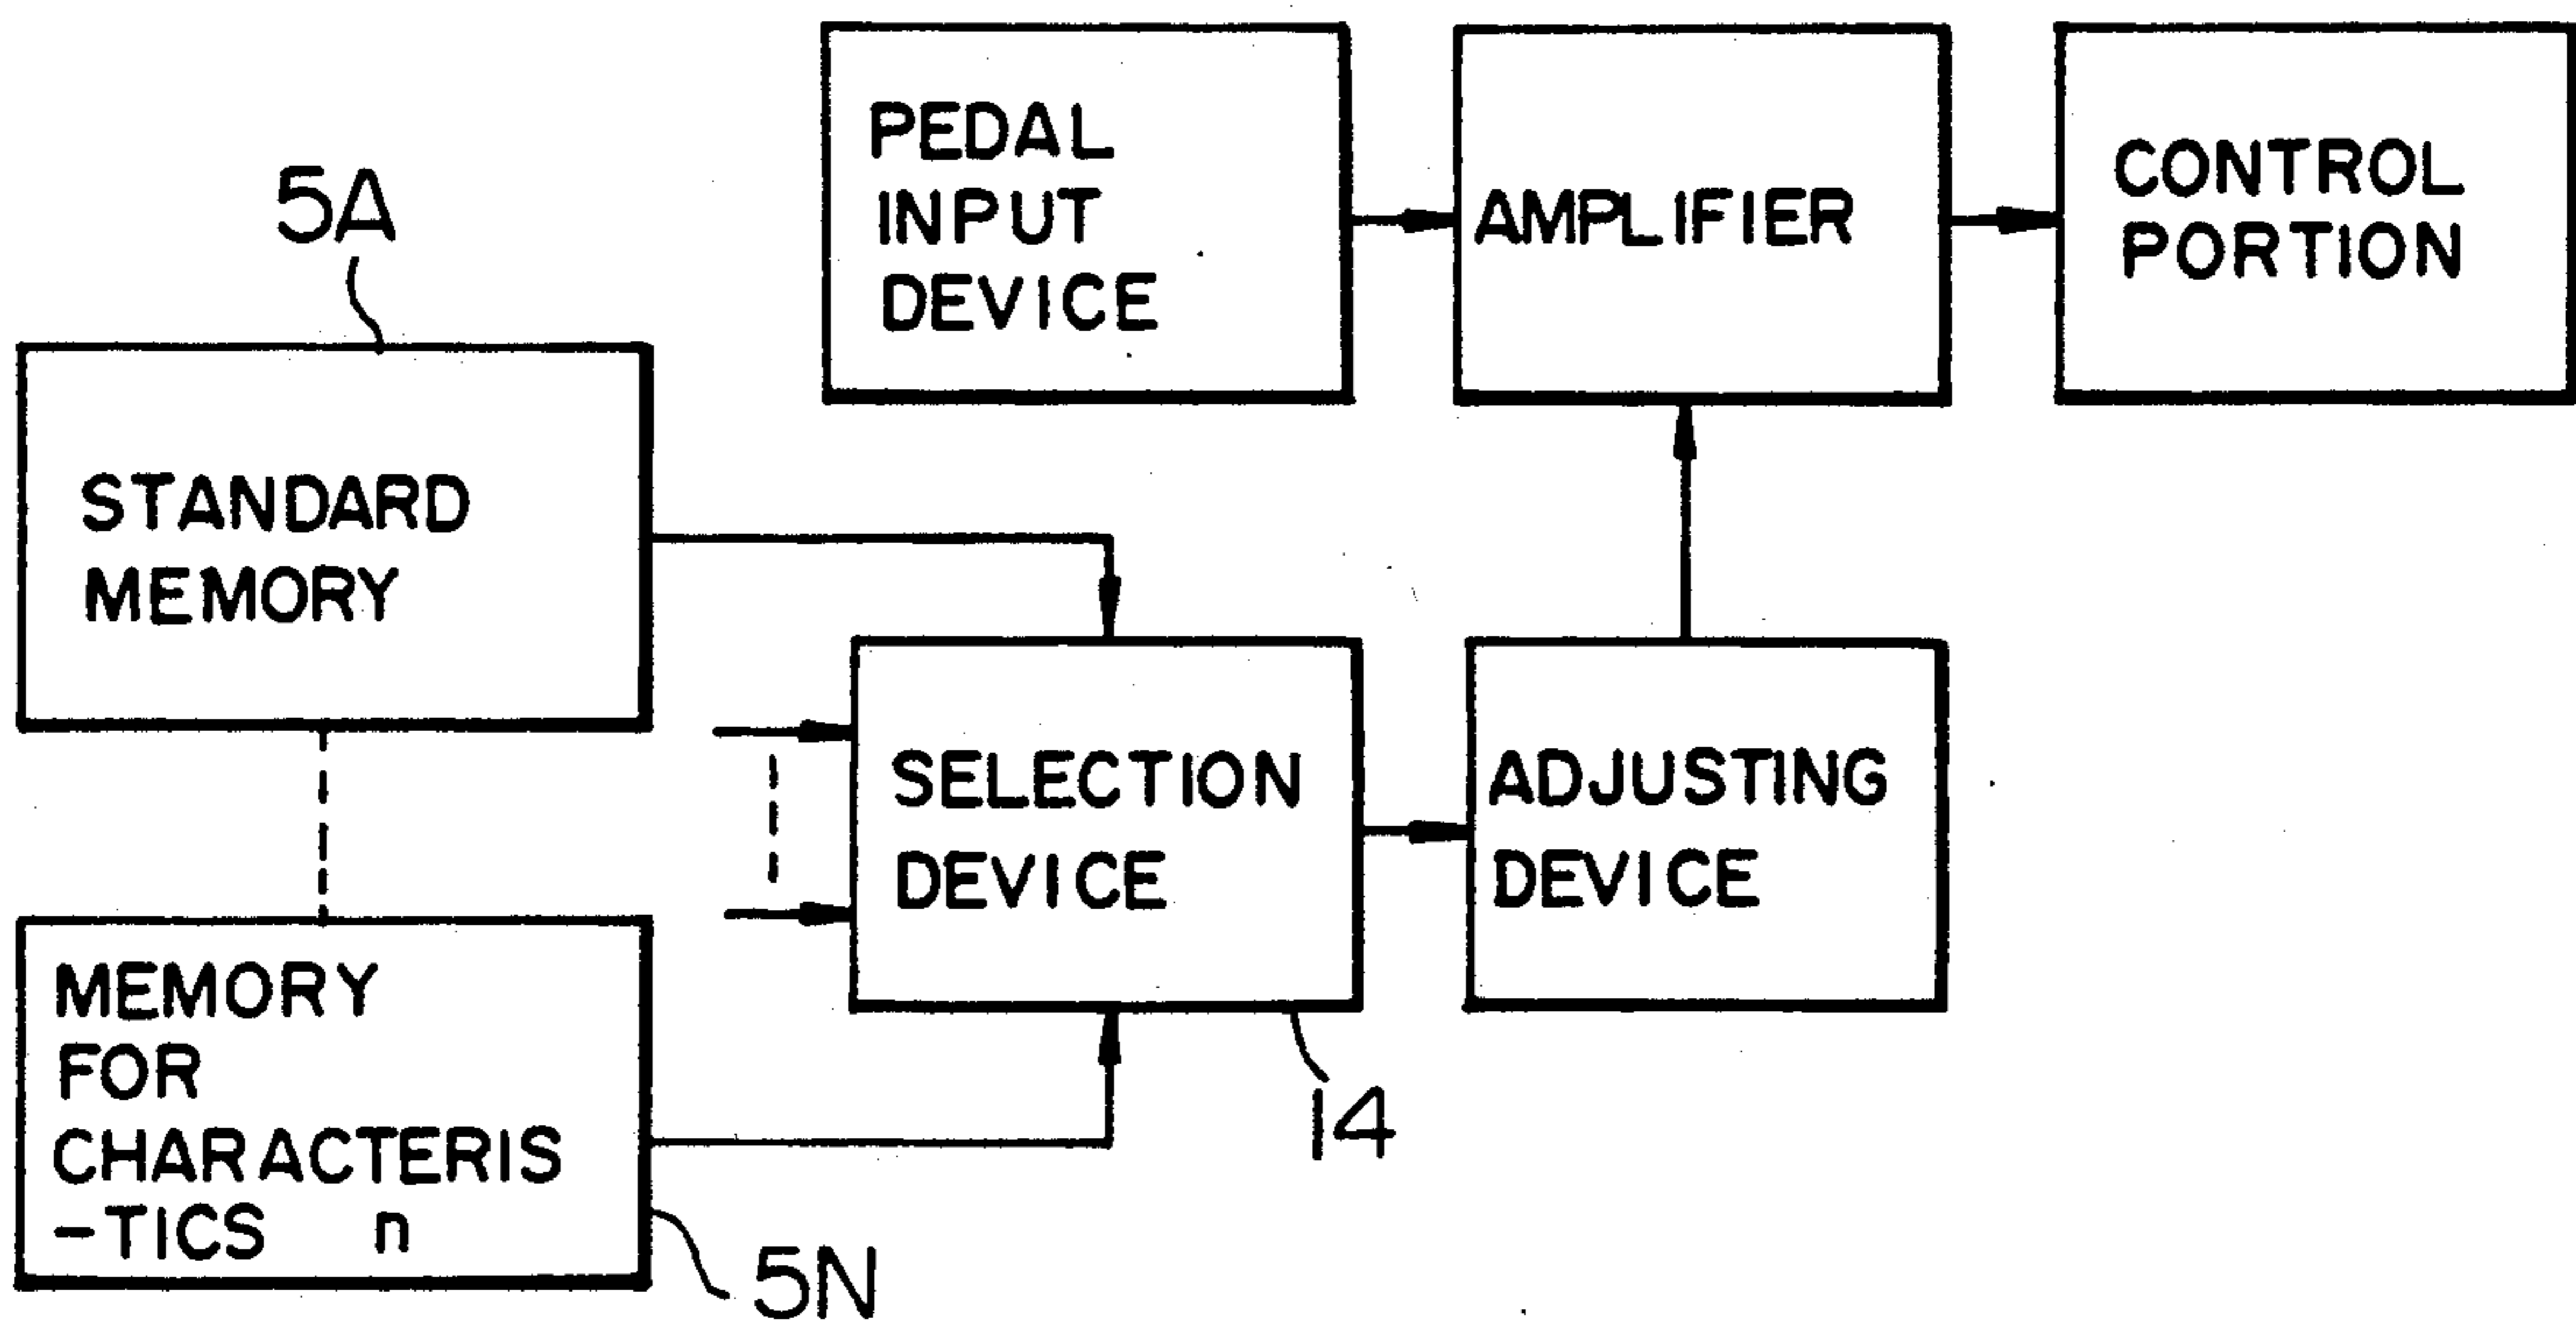 PEDAL
INPUT
DEVICE
AMPLIFIER
CONTROL
PORTION
5A
STANDARD
MEMORY
SELECTION
DEVICE
ADJUSTING
DEVICE
14
MEMORY
FOR
CHARACTERIS
-TICS n
5N